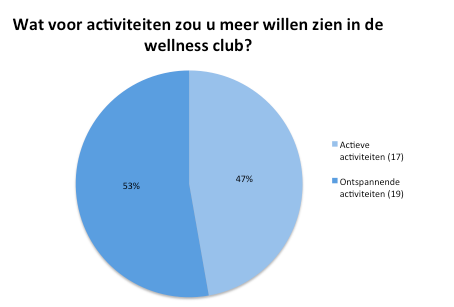 Wat voor activiteiten zou u meer willen zien in de
wellness club?
53%
47%
Actieve
activiteiten (17)
Ontspannende
activiteiten (19)